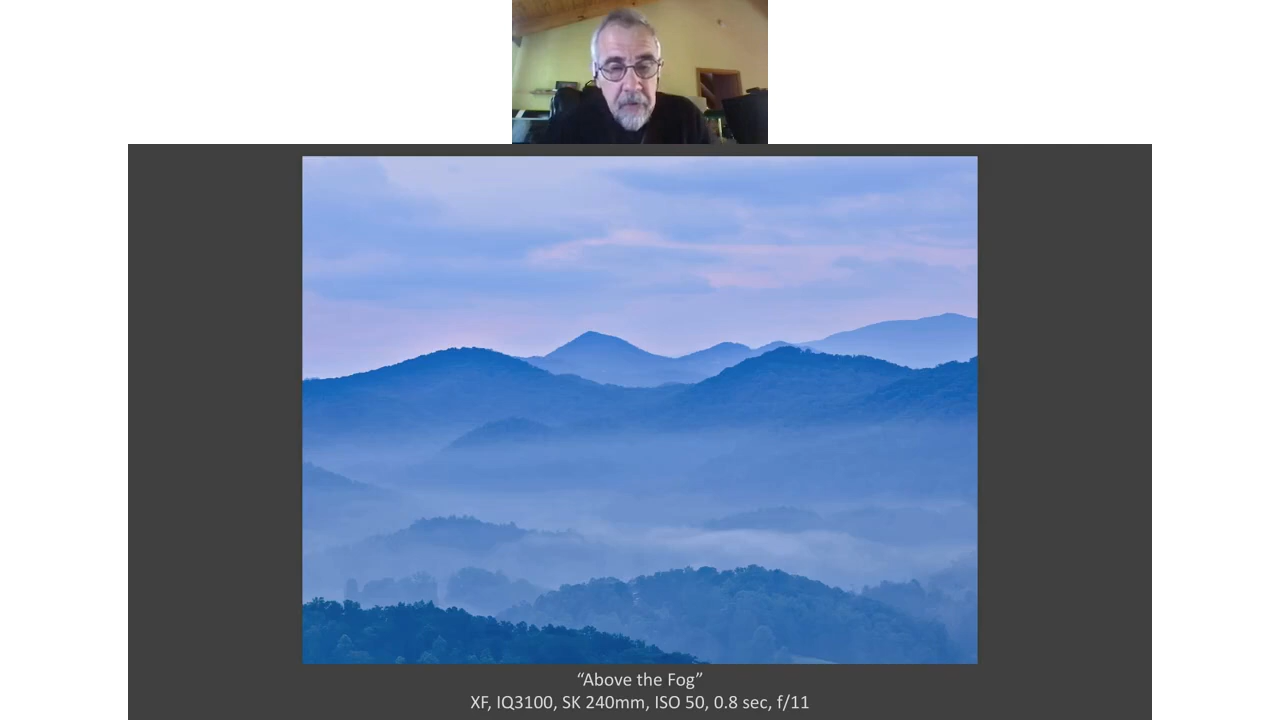 “Above the Fog”
XF, IQ3100, SK 240mm, ISO 50, 0.8 sec, f/11